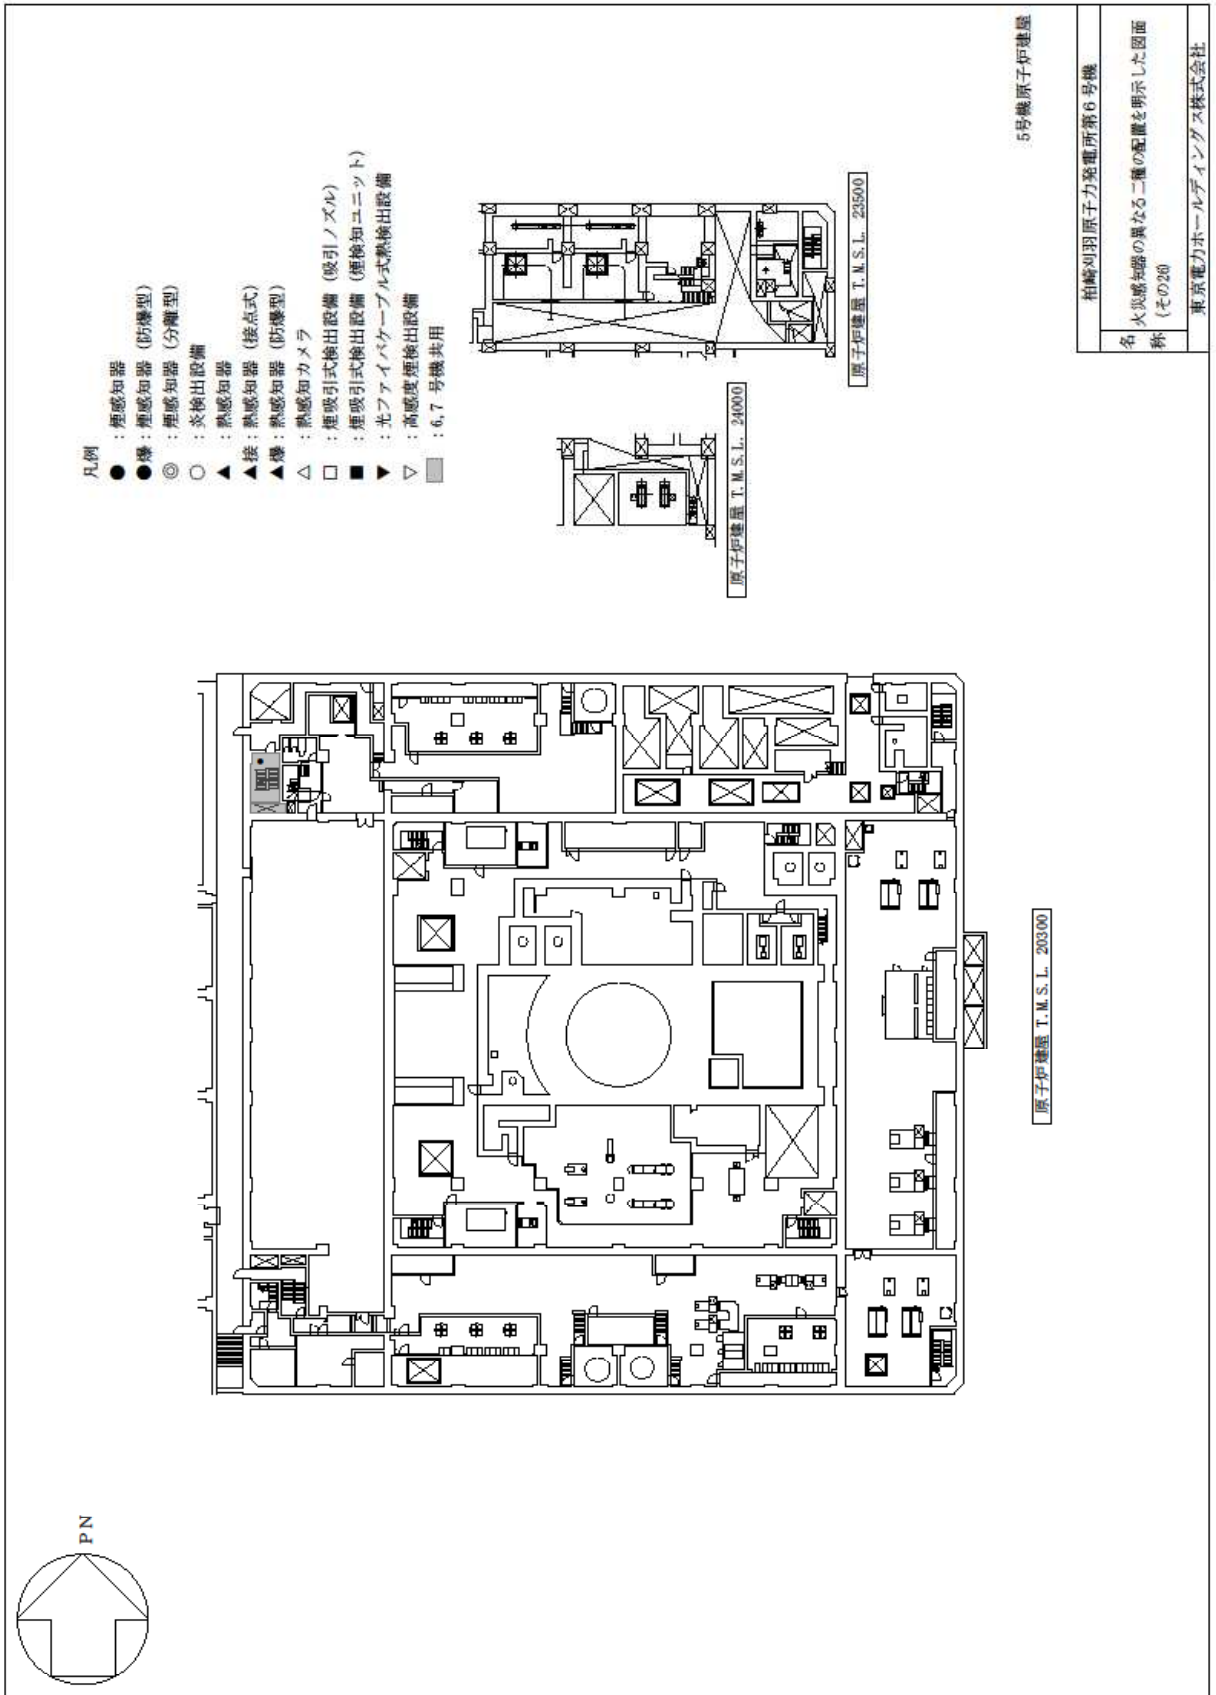 凡例
● : 煙感知器
●爆 : 煙感知器 (防爆型)
◎ : 煙感知器 (分離型)
○ : 炎検出設備
▲ : 熱感知器
▲接 : 熱感知器 (接点式)
▲爆 : 熱感知器 (防爆型)
△ : 熱感知カメラ
□ : 煙吸引式検出設備 (吸引ノズル)
■ : 煙吸引式検出設備 (煙検知ユニット)
▼ : 光ファイバケーブル式熱検出設備
▽ : 高感度煙検出設備
: 6,7 号機共用
原子炉建屋 T.M.S.L. 23500
原子炉建屋 T.M.S.L. 24000
原子炉建屋 T.M.S.L. 20300
PN
5号機原子炉建屋
柏崎刈羽原子力発電所第6号機
名称
火災感知器の異なる二種の配置を明示した図面
(その26)
東京電力ホールディングス株式会社